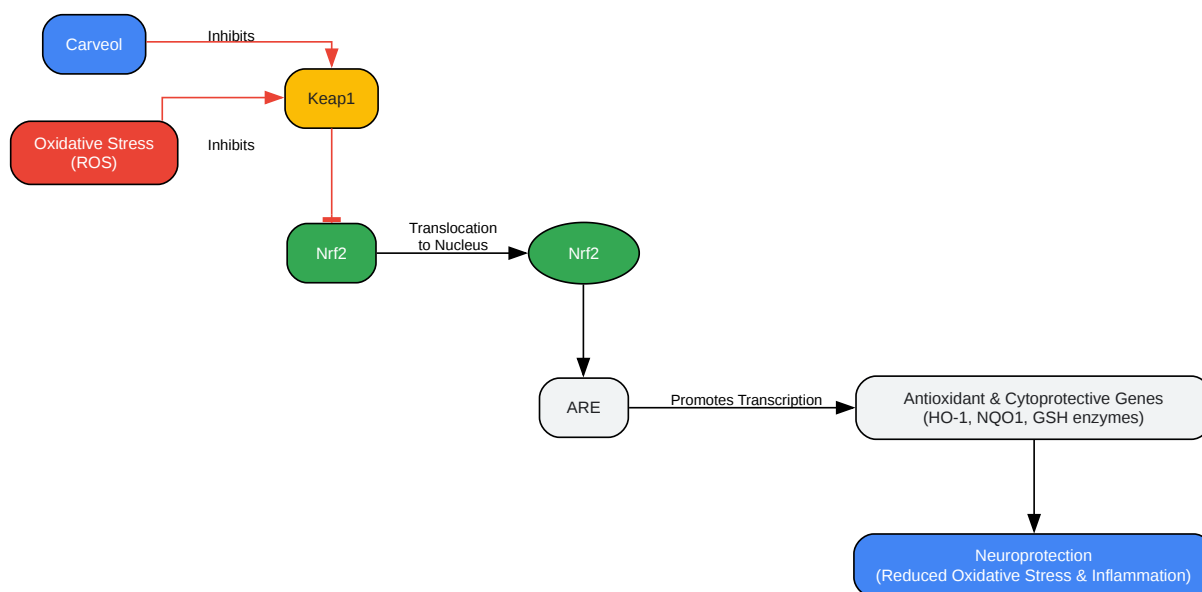 Carveol
Inhibits
Keap1
Oxidative Stress
(ROS)
Inhibits
Nrf2
Translocation
to Nucleus
Nrf2
ARE
Promotes Transcription
Antioxidant & Cytoprotective Genes
(HO-1, NQO1, GSH enzymes)
Neuroprotection
(Reduced Oxidative Stress & Inflammation)